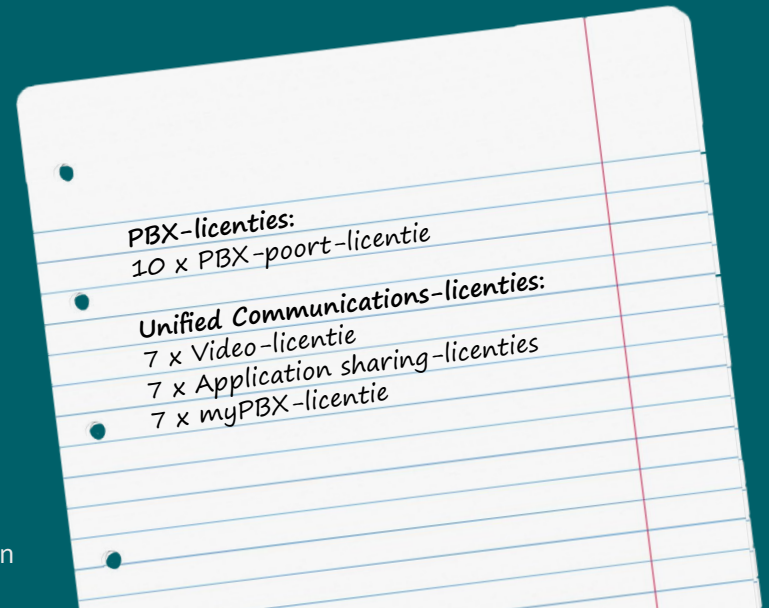 PBX-licenties:
10 x PBX-poort-licentie
Unified Communications-licenties:
7 x Video-licentie
7 x Application sharing-licenties
7 x myPBX-licentie
n